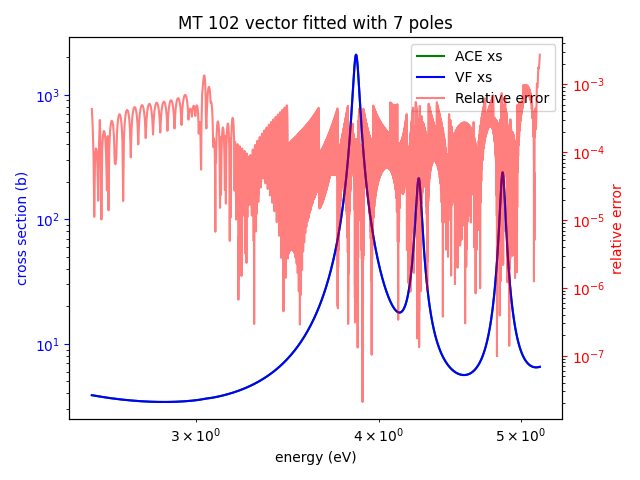 MT 102 vector fitted with 7 poles
ACE xs
VF xs
Relative error
cross section (b)
10³
10²
10¹
relative error
10⁻³
10⁻⁴
10⁻⁵
10⁻⁶
10⁻⁷
3 × 10⁰ 4 × 10⁰ 5 × 10⁰
energy (eV)